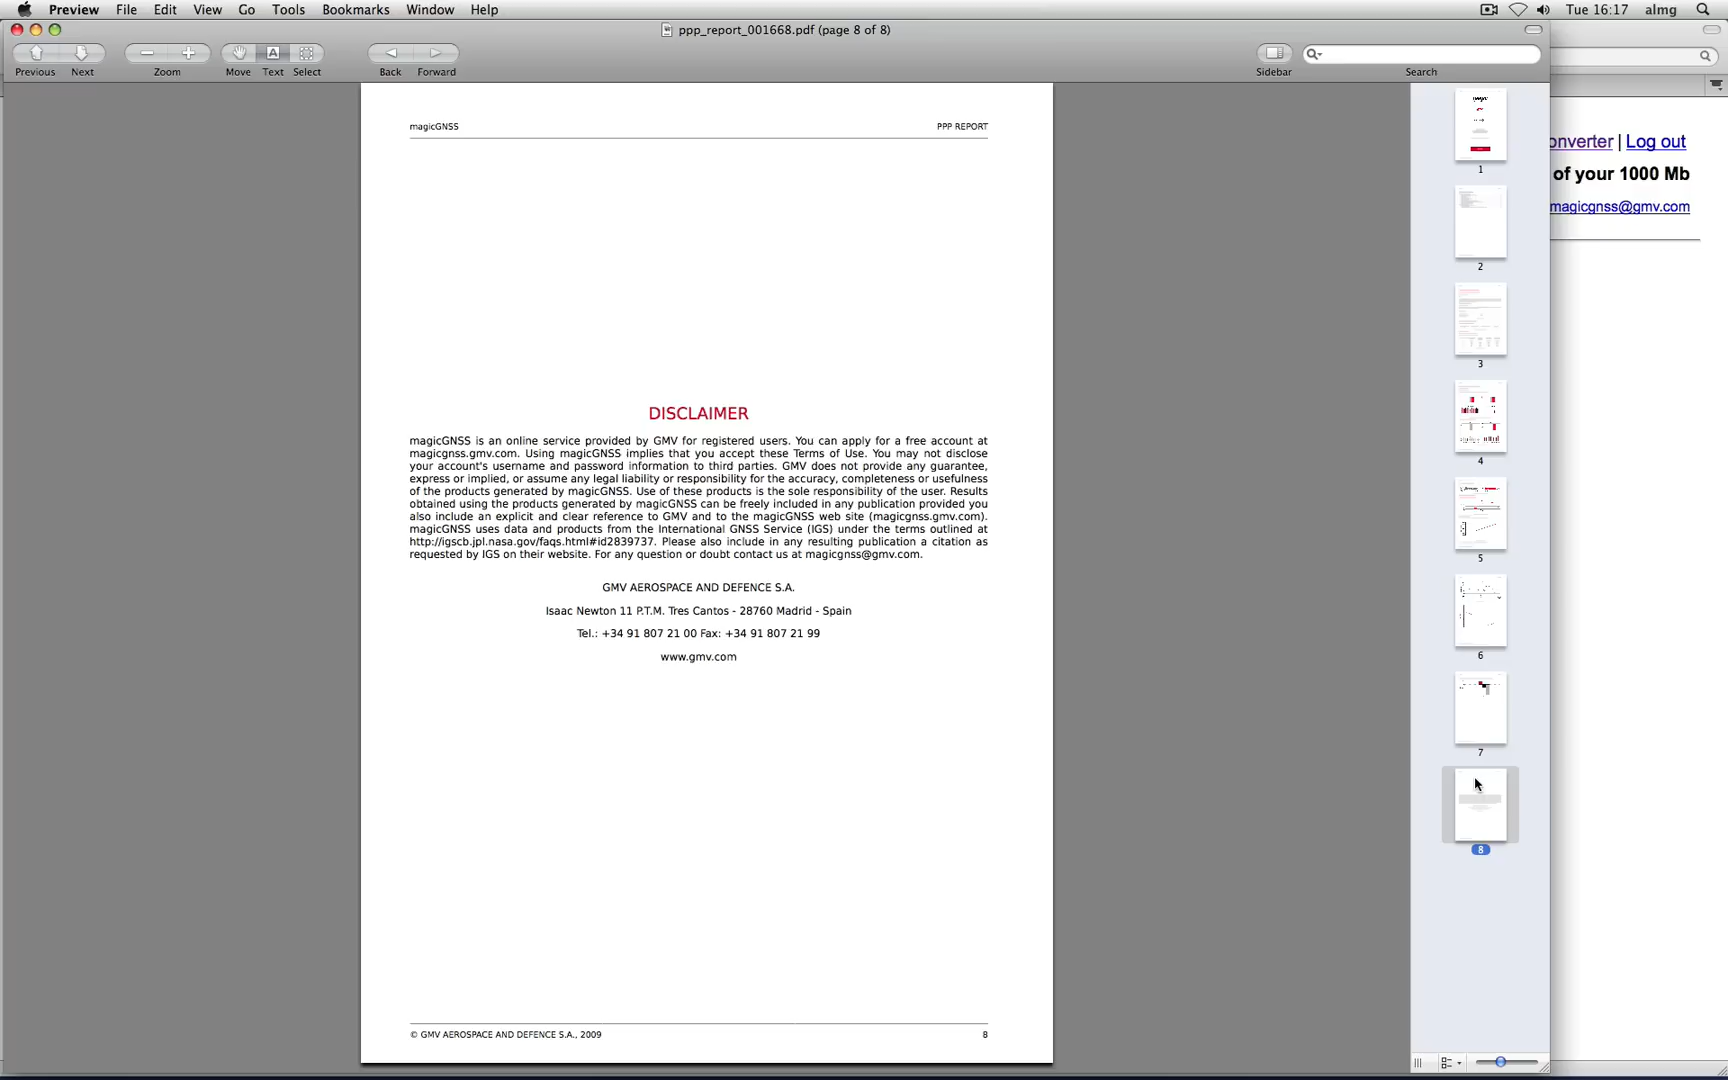 Preview File Edit View Go Tools Bookmarks Window Help Tue 16:17 almg
ppp_report_001668.pdf (page 8 of 8)
Previous Next Zoom Move Text Select Back Forward Sidebar Search
magicGNSS PPP REPORT
DISCLAIMER
magicGNSS is an online service provided by GMV for registered users. You can apply for a free account at
magicgnss.gmv.com. Using magicGNSS implies that you accept these Terms of Use. You may not disclose
your account's username and password information to third parties. GMV does not provide any guarantee,
express or implied, or assume any legal liability or responsibility for the accuracy, completeness or usefulness
of the products generated by magicGNSS. Use of these products is the sole responsibility of the user. Results
obtained using the products generated by magicGNSS can be freely included in any publication provided you
also include an explicit and clear reference to GMV and to the magicGNSS web site (magicgnss.gmv.com).
magicGNSS uses data and products from the International GNSS Service (IGS) under the terms outlined at
http://igscb.jpl.nasa.gov/faqs.html#id2839737. Please also include in any resulting publication a citation as
requested by IGS on their website. For any question or doubt contact us at magicgnss@gmv.com.
GMV AEROSPACE AND DEFENCE S.A.
Isaac Newton 11 P.T.M. Tres Cantos - 28760 Madrid - Spain
Tel.: +34 91 807 21 00 Fax: +34 91 807 21 99
www.gmv.com
© GMV AEROSPACE AND DEFENCE S.A., 2009 8
1
2
3
4
5
6
7
8
onverter | Log out
of your 1000 Mb
magicgnss@gmv.com